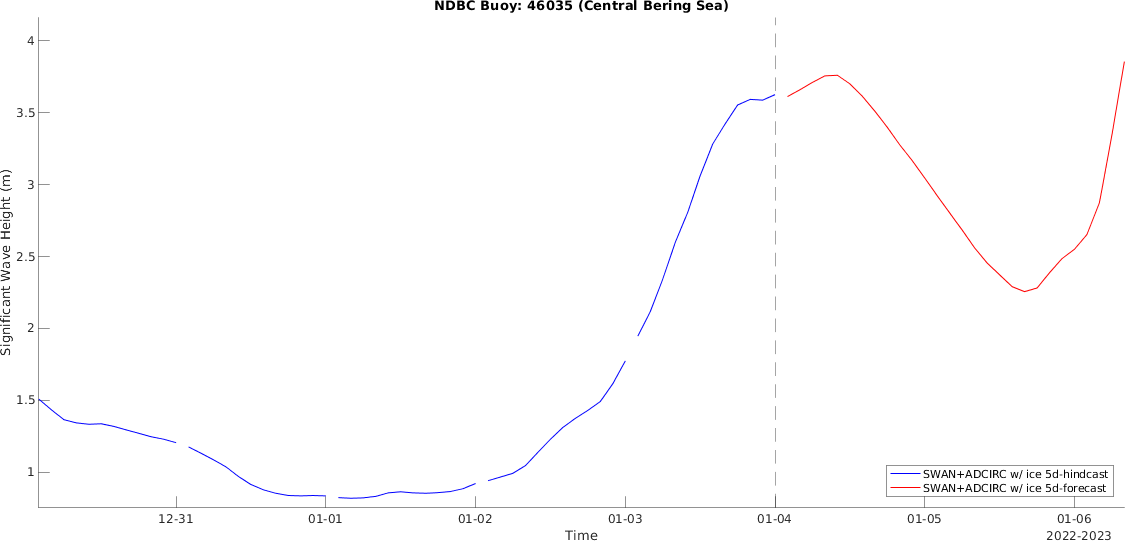 NDBC Buoy: 46035 (Central Bering Sea)
4
3.5
3
2.5
2
1.5
1
Significant Wave Height (m)
SWAN+ADCIRC w/ ice 5d-hindcast
SWAN+ADCIRC w/ ice 5d-forecast
12-31 01-01 01-02 01-03 01-04 01-05 01-06
Time
2022-2023